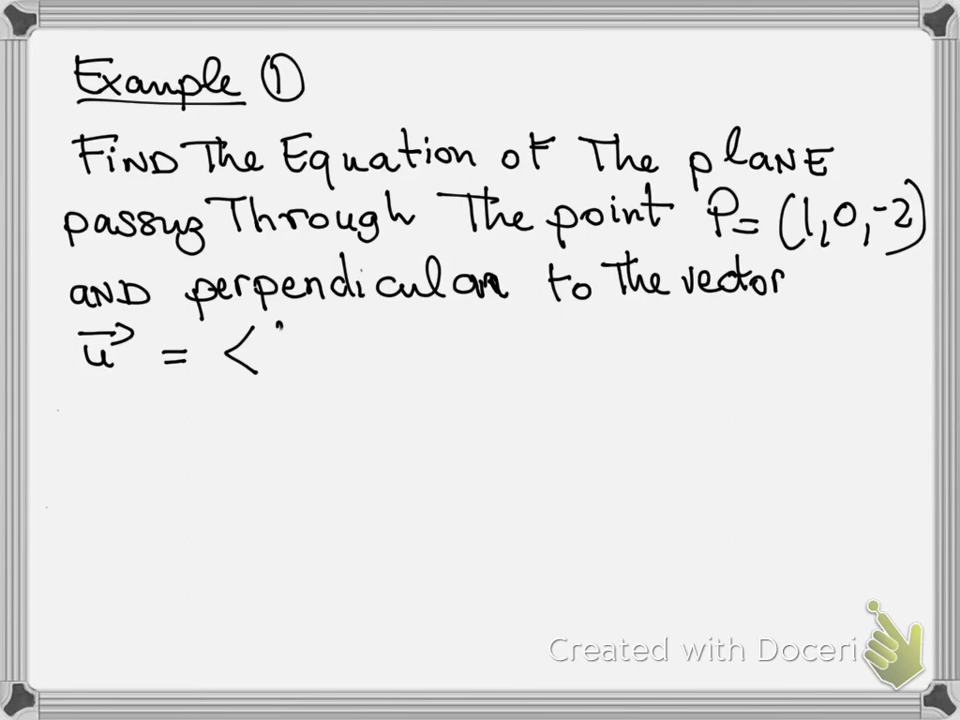 Example ①
FIND The Equation of The plANE
passing Through The point P = (1, 0, -2)
AND perpendicular to The vector
u⃗ = <
Created with Doceri